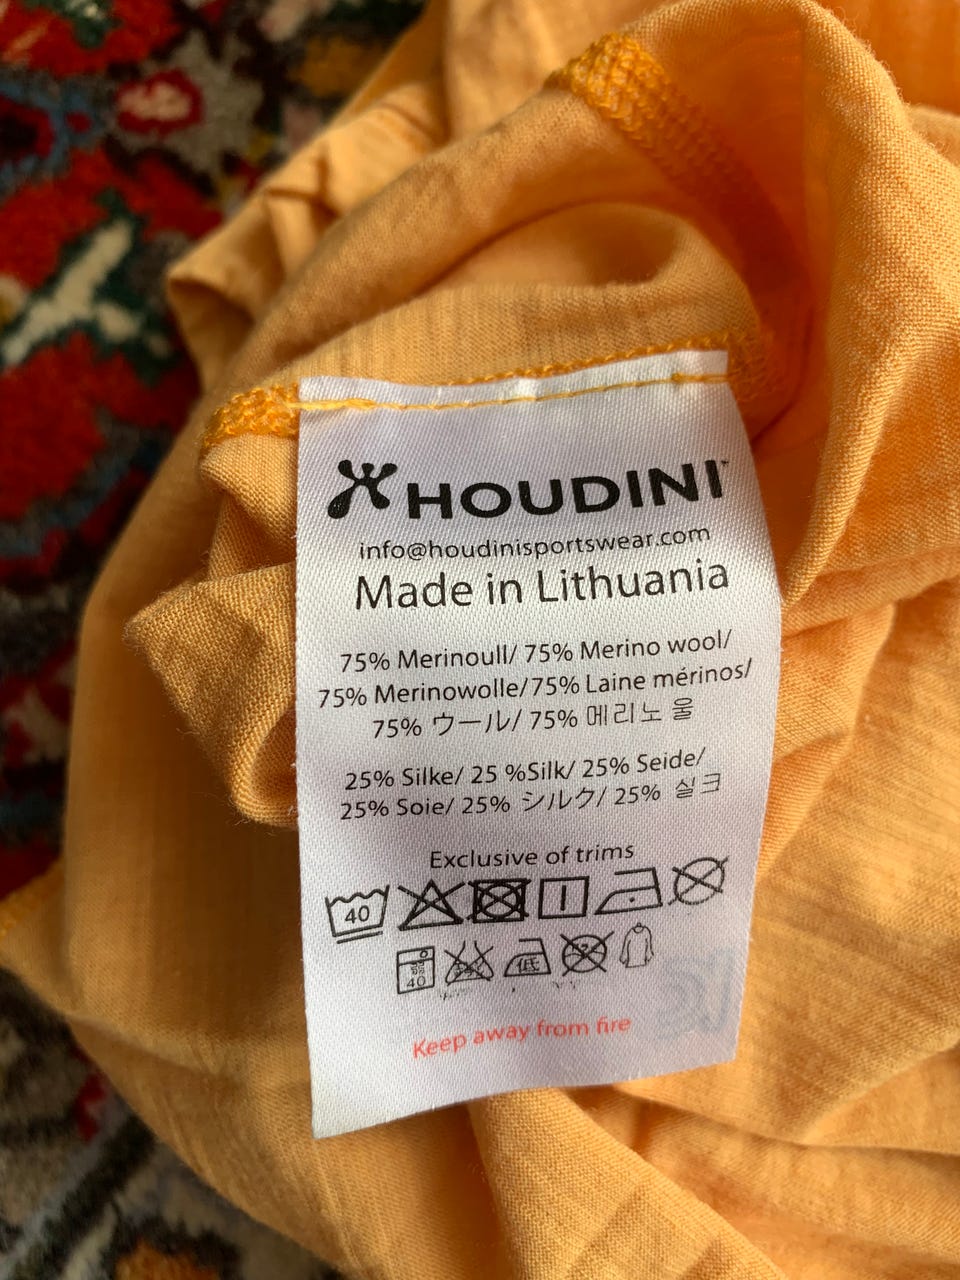 HOUDINI
info@houdinisportswear.com
Made in Lithuania
75% Merinoull/ 75% Merino wool/
75% Merinowolle/ 75% Laine mérinos/
75% ウール/ 75% 메리노 울
25% Silke/ 25 %Silk/ 25% Seide/
25% Soie/ 25% シルク/ 25% 실크
Exclusive of trims
40
40 低
Keep away from fire